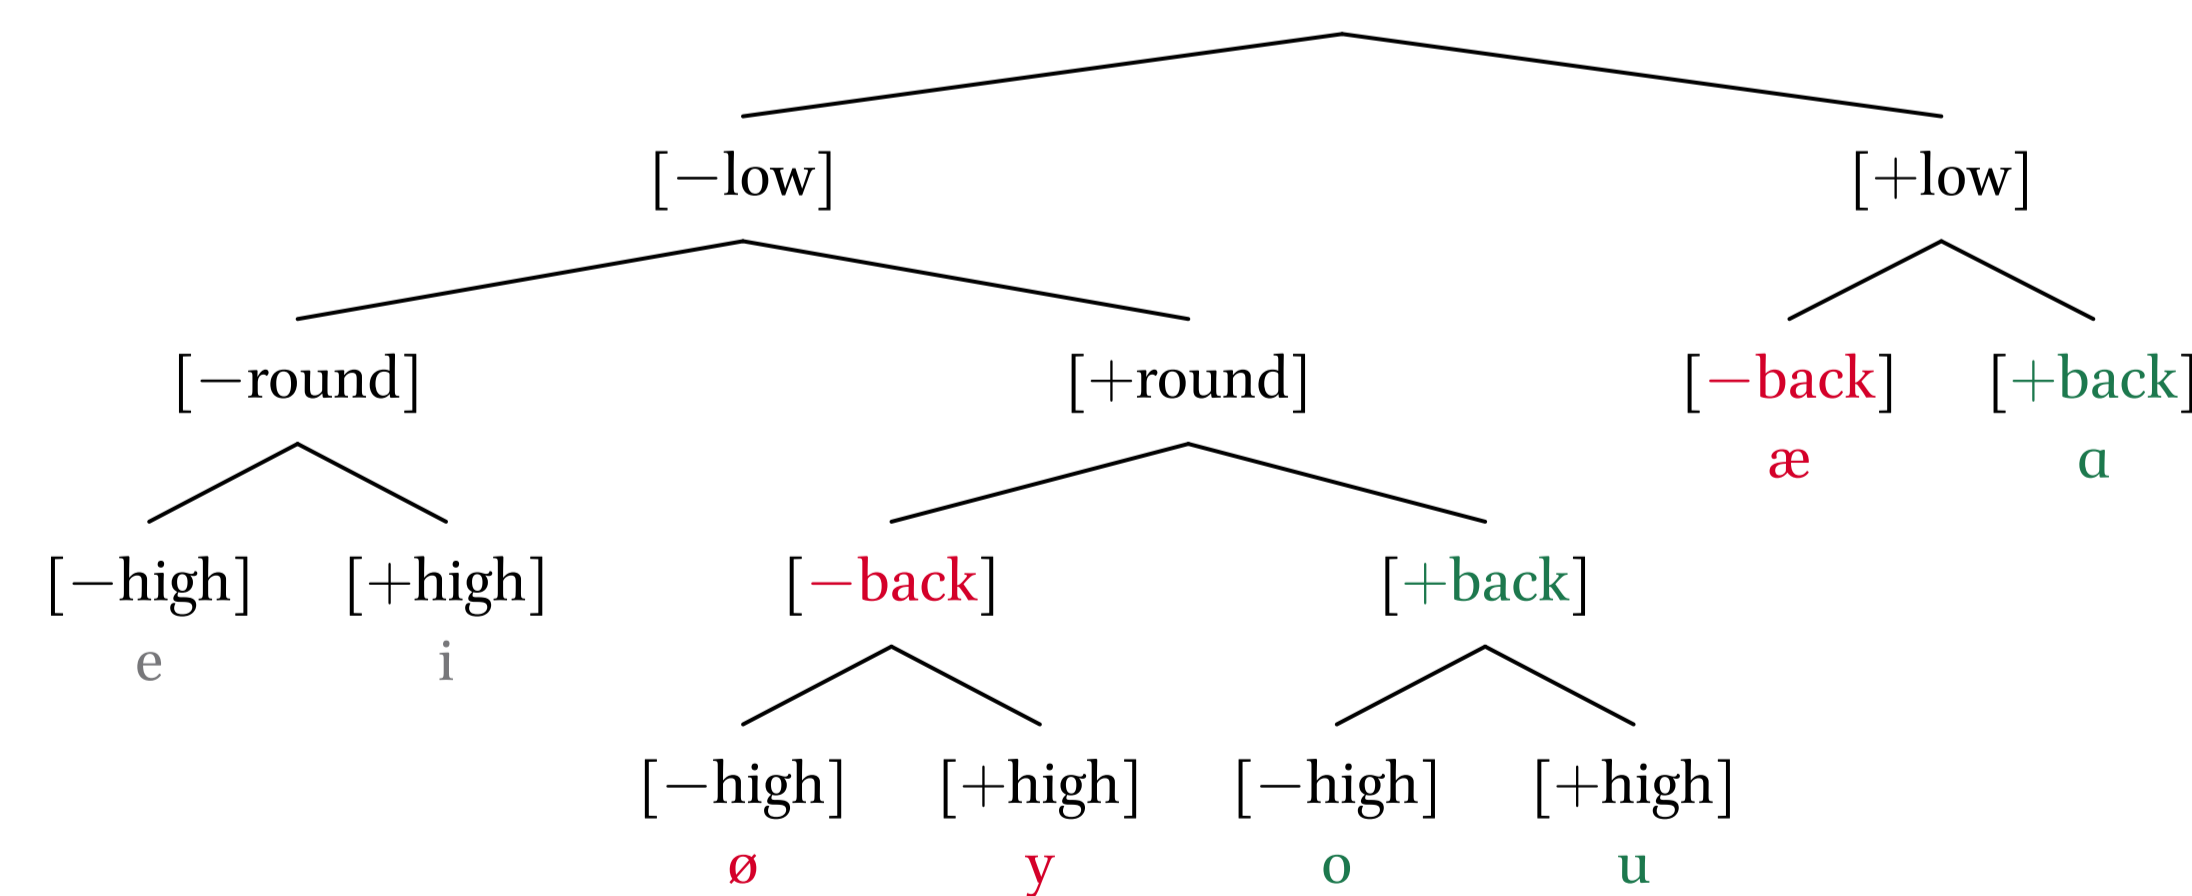 [−low] [+low]
[−round] [+round] [−back] [+back]
æ ɑ
[−high] [+high] [−back] [+back]
e i
[−high] [+high] [−high] [+high]
ø y o u